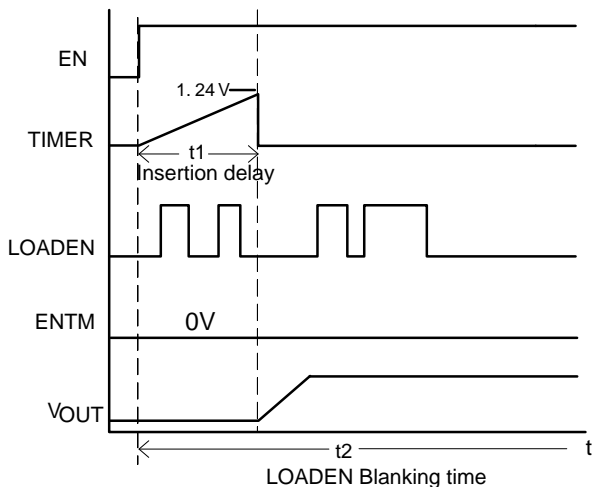 EN
1. 24 V
TIMER
t1
Insertion delay
LOADEN
ENTM
0V
VOUT
t2
t
LOADEN Blanking time